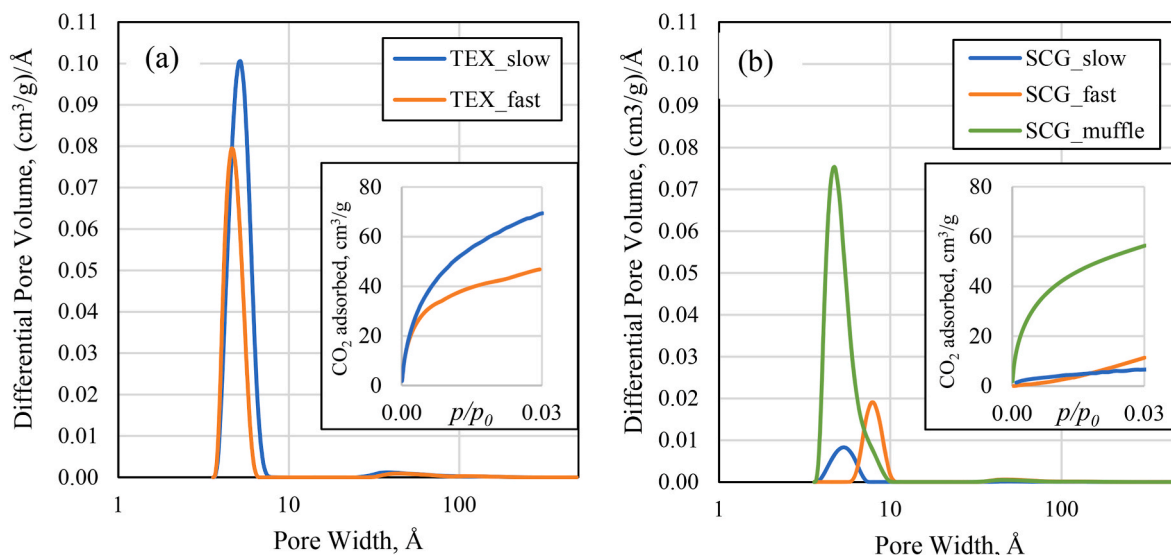 (a)
TEX_slow
TEX_fast
Differential Pore Volume, (cm³/g)/Å
0.11
0.10
0.09
0.08
0.07
0.06
0.05
0.04
0.03
0.02
0.01
0.00
1
10
100
Pore Width, Å
CO₂ adsorbed, cm³/g
80
60
40
20
0
0.00
p/p₀
0.03
(b)
SCG_slow
SCG_fast
SCG_muffle
Differential Pore Volume, (cm3/g)/Å
0.11
0.10
0.09
0.08
0.07
0.06
0.05
0.04
0.03
0.02
0.01
0.00
1
10
100
Pore Width, Å
CO₂ adsorbed, cm³/g
80
60
40
20
0
0.00
p/p₀
0.03